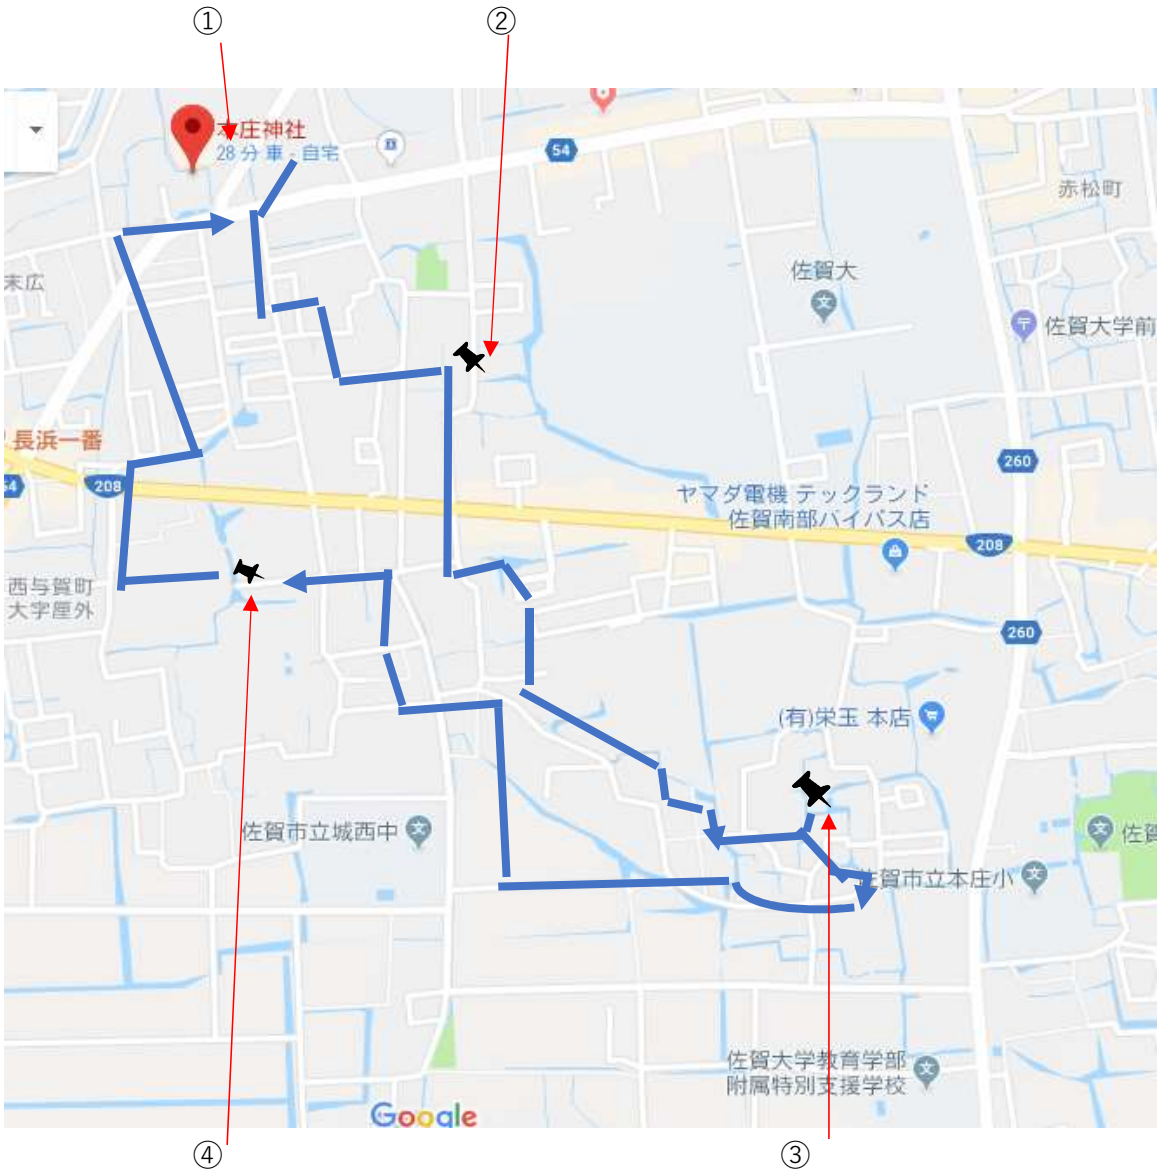 ①
②
本庄神社
28 分 車 - 自宅
54
赤松町
佐賀大
末広
佐賀大学前
長浜一番
260
54
208
ヤマダ電機 テックランド
佐賀南部バイパス店
208
西与賀町
大字厘外
260
(有)栄玉 本店
佐賀市立城西中
佐賀
佐賀市立本庄小
佐賀大学教育学部
附属特別支援学校
Google
④
③